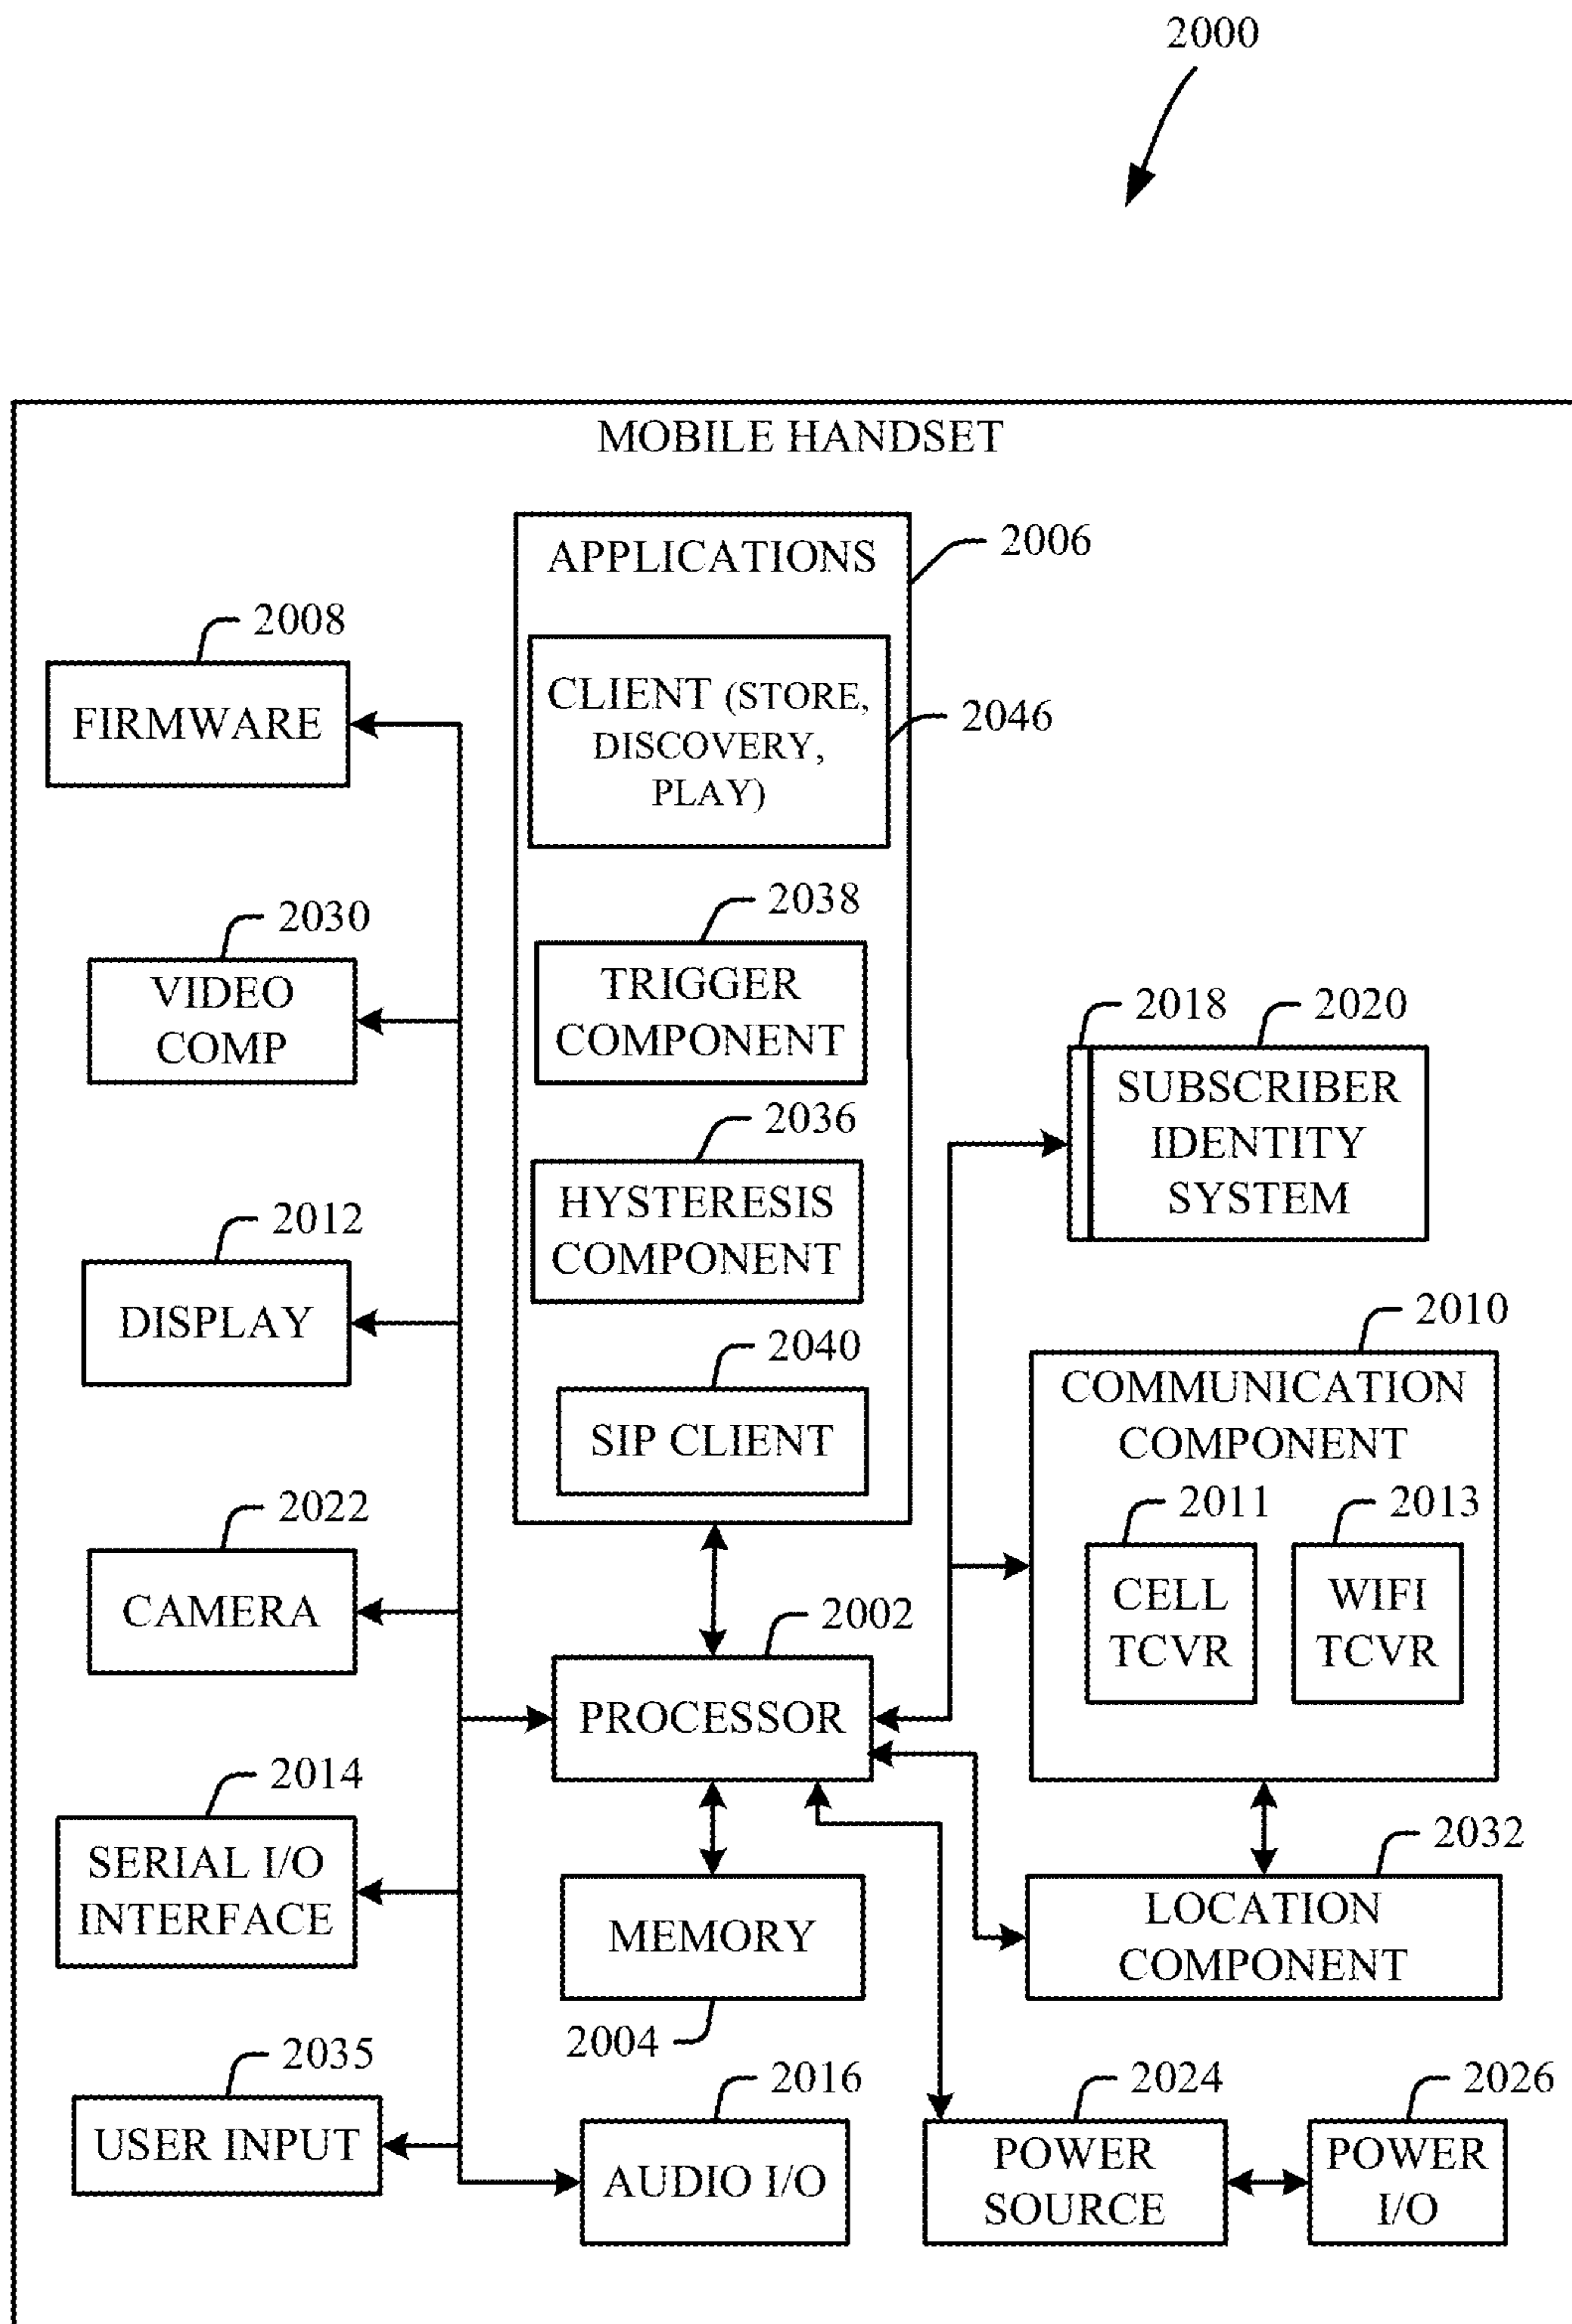 2000
MOBILE HANDSET
APPLICATIONS
2006
2008
FIRMWARE
CLIENT (STORE,
DISCOVERY,
PLAY)
2046
2030
VIDEO
COMP
2038
TRIGGER
COMPONENT
2018
2020
SUBSCRIBER
IDENTITY
SYSTEM
2036
HYSTERESIS
COMPONENT
2012
DISPLAY
2040
SIP CLIENT
2010
COMMUNICATION
COMPONENT
2011
CELL
TCVR
2013
WIFI
TCVR
2022
CAMERA
2002
PROCESSOR
2014
SERIAL I/O
INTERFACE
MEMORY
2004
2032
LOCATION
COMPONENT
2035
USER INPUT
2016
AUDIO I/O
2024
POWER
SOURCE
2026
POWER
I/O